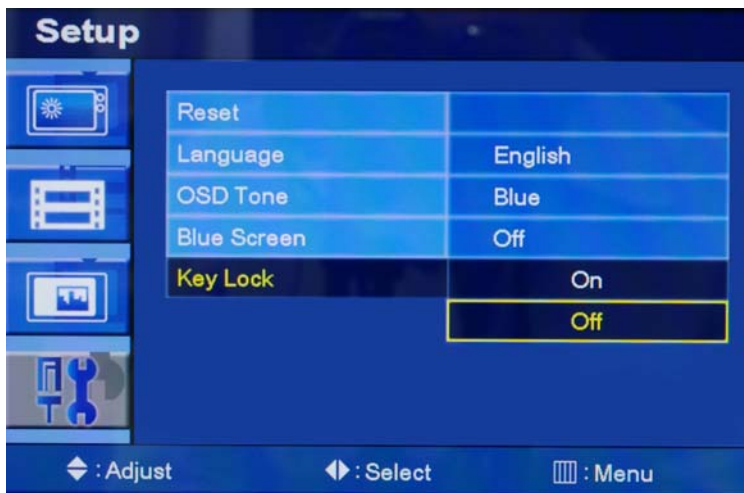 Setup
Reset
Language English
OSD Tone Blue
Blue Screen Off
Key Lock On
Off
: Adjust : Select : Menu